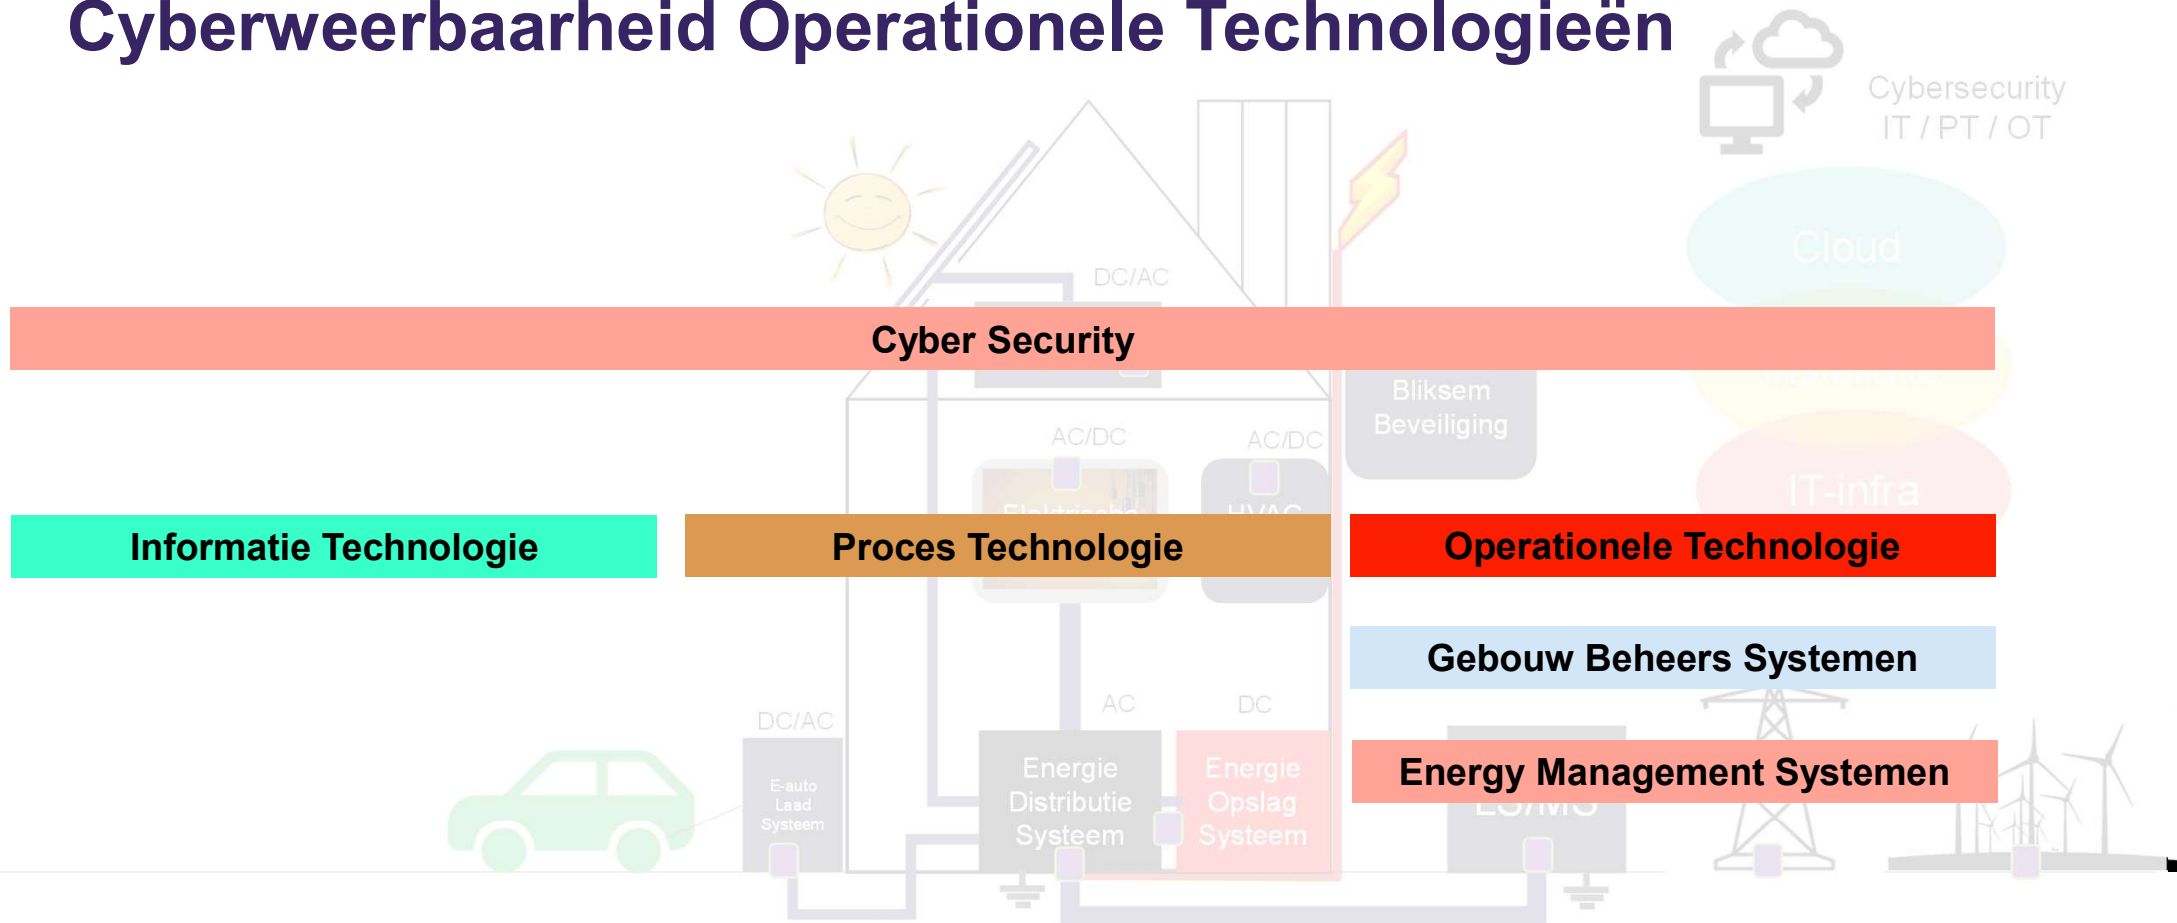 Cyberweerbaarheid Operationele Technologieën
Cybersecurity
IT / PT / OT
Cloud
DC/AC
Cyber Security
Bliksem
Beveiliging
AC/DC
AC/DC
IT-infra
Informatie Technologie
Proces Technologie
Operationele Technologie
Gebouw Beheers Systemen
AC
DC
DC/AC
Energy Management Systemen
E-auto
Laad
Systeem
Energie
Distributie
Systeem
Energie
Opslag
Systeem
LS/MS